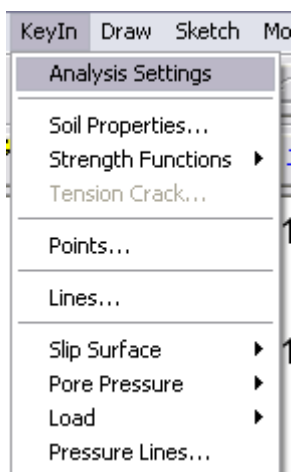 KeyIn Draw Sketch Mo
Analysis Settings
Soil Properties...
Strength Functions
Tension Crack...
Points...
Lines...
Slip Surface
Pore Pressure
Load
Pressure Lines...